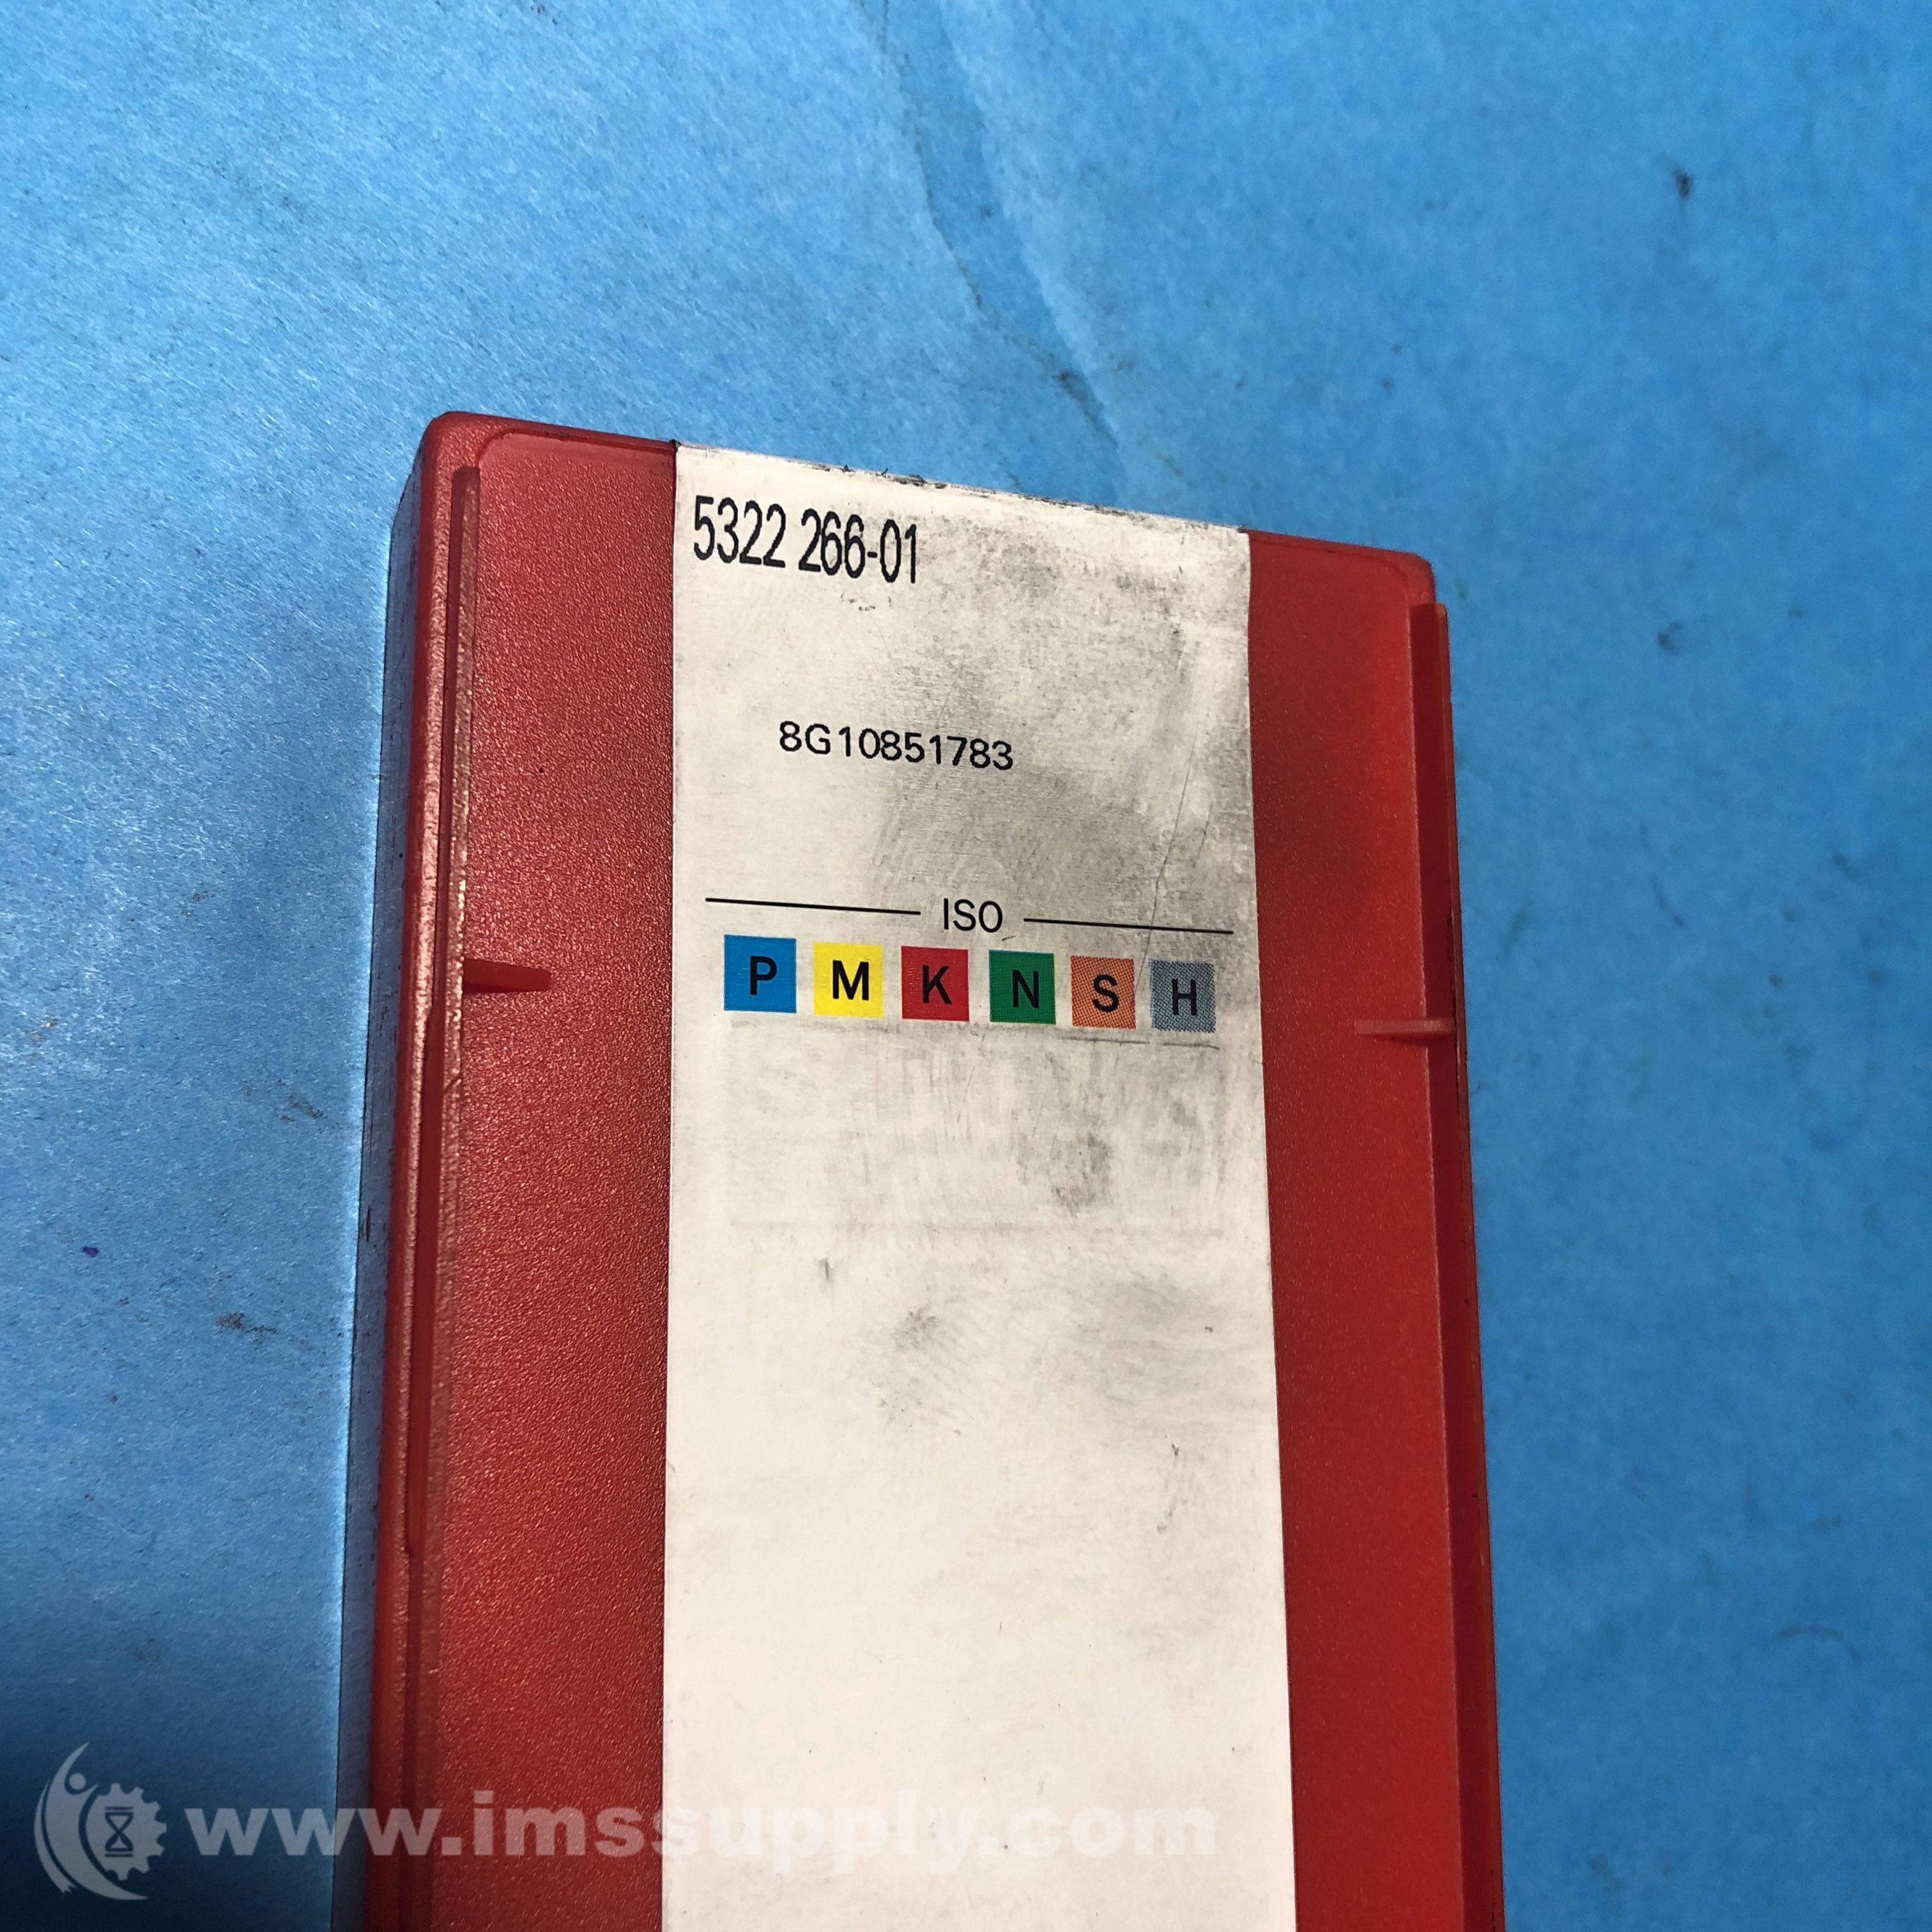 5322 266-01
8G10851783
ISO
P M K N S H
www.imssupply.com